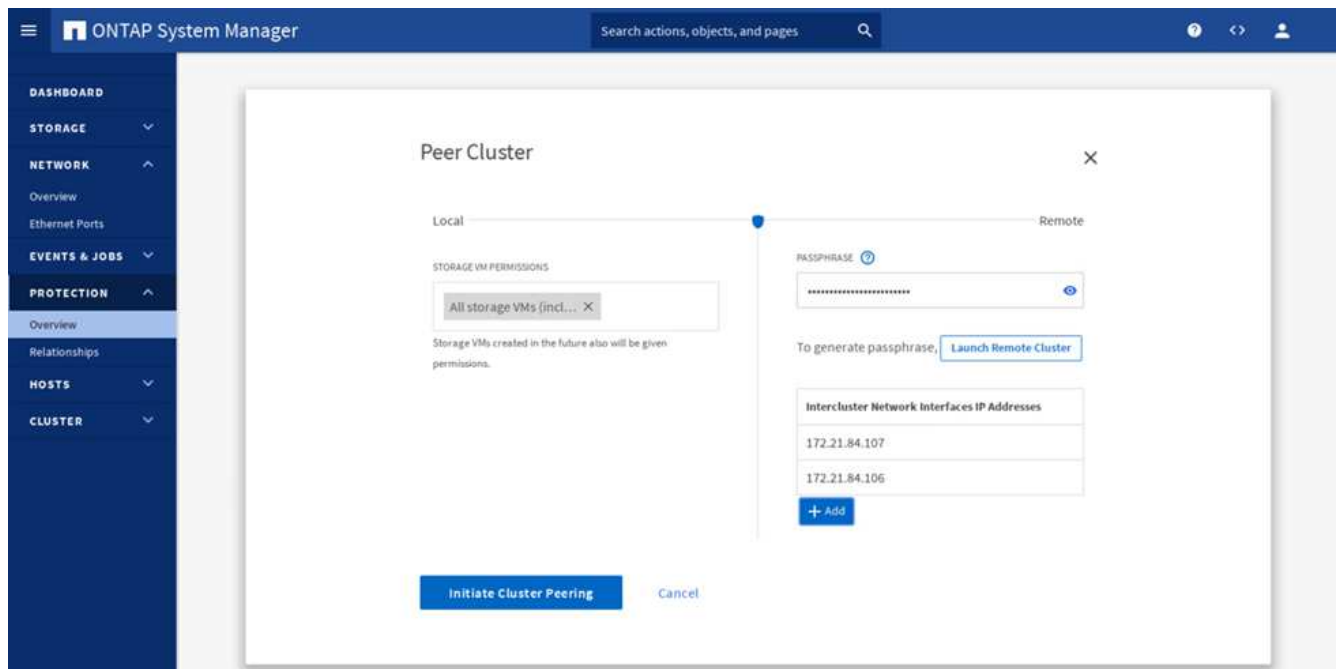 ONTAP System Manager
Search actions, objects, and pages
DASHBOARD
STORAGE
NETWORK
Overview
Ethernet Ports
EVENTS & JOBS
PROTECTION
Overview
Relationships
HOSTS
CLUSTER
Peer Cluster
Local
Remote
STORAGE VM PERMISSIONS
All storage VMs (incl... ×
Storage VMs created in the future also will be given
permissions.
PASSPHRASE
••••••••••••••••••••••••
To generate passphrase, Launch Remote Cluster
Intercluster Network Interfaces IP Addresses
172.21.84.107
172.21.84.106
+ Add
Initiate Cluster Peering
Cancel